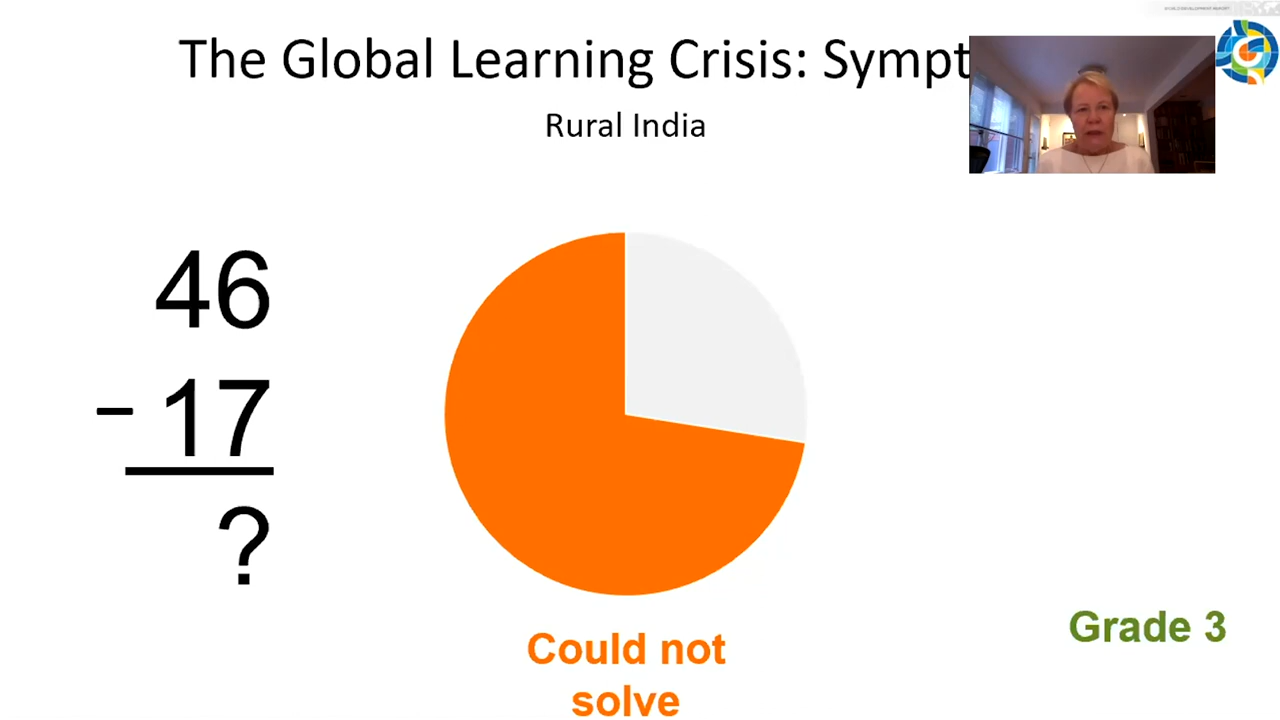 The Global Learning Crisis: Sympt
Rural India
46
− 17
?
Could not
solve
Grade 3